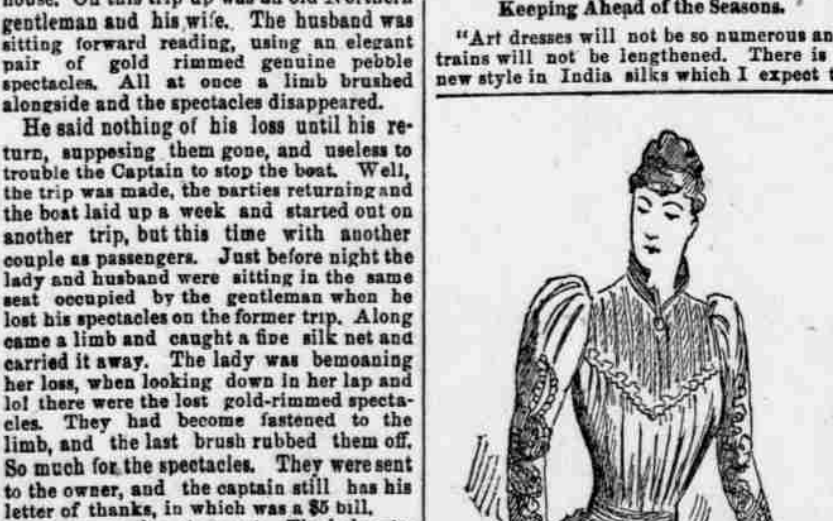 house. On this trip up was an old Northern
gentleman and his wife. The husband was
sitting forward reading, using an elegant
pair of gold rimmed genuine pebble
spectacles. All at once a limb brushed
alongside and the spectacles disappeared.
He said nothing of his loss until his re-
turn, supposing them gone, and useless to
trouble the Captain to stop the boat. Well,
the trip was made, the parties returning and
the boat laid up a week and started out on
another trip, but this time with another
couple as passengers. Just before night the
lady and husband were sitting in the same
seat occupied by the gentleman when he
lost his spectacles on the former trip. Along
came a limb and caught a fine silk net and
carried it away. The lady was bemoaning
her loss, when looking down in her lap and
lo! there were the lost gold-rimmed specta-
cles. They had become fastened to the
limb, and the last brush rubbed them off.
So much for the spectacles. They were sent
to the owner, and the captain still has his
letter of thanks, in which was a $5 bill.
Keeping Ahead of the Seasons.
"Art dresses will not be so numerous an
trains will not be lengthened. There is
new style in India silks which I expect t